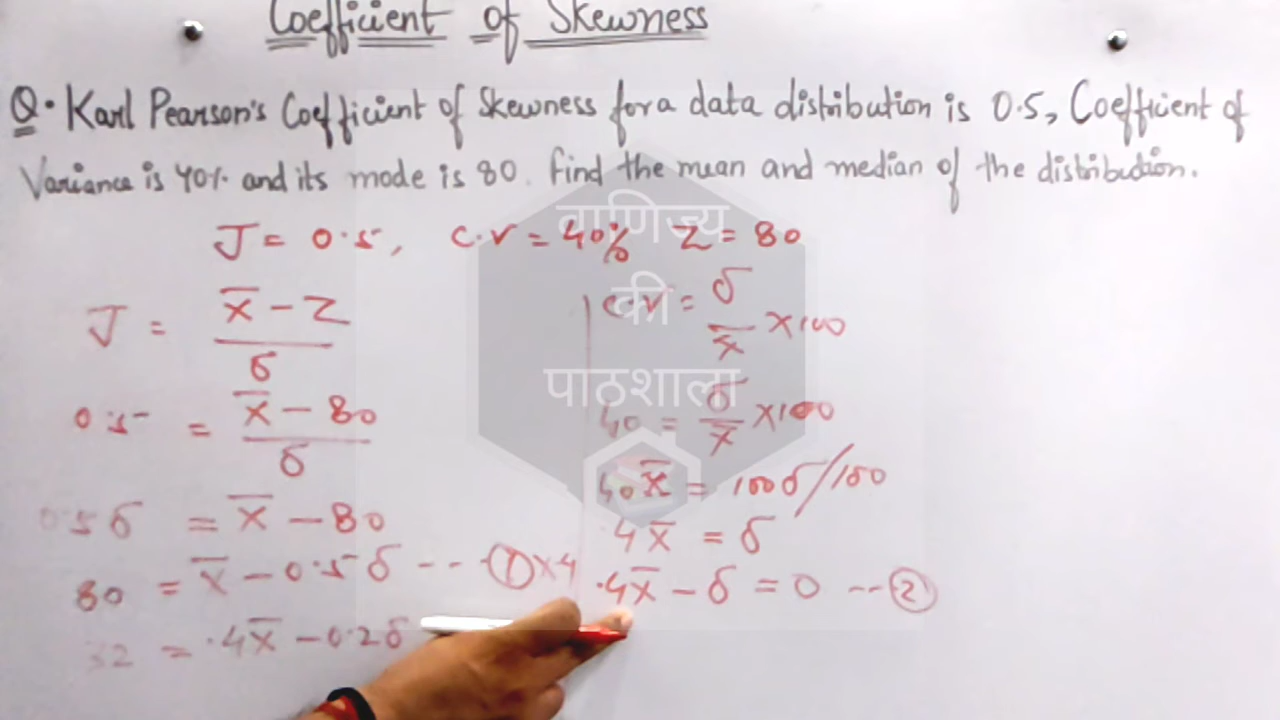 Coefficient of Skewness
Q. Karl Pearson's Coefficient of Skewness for a data distribution is 0.5, Coefficient of
Variance is 40% and its mode is 80. find the mean and median of the distribution.
J = 0.5, C.V = 40% Z = 80
J = x̄ - Z / σ
0.5 = x̄ - 80 / σ
0.5σ = x̄ - 80
80 = x̄ - 0.5σ --- ① ×4
32 = .4x̄ - 0.2σ
C.V = σ / x̄ × 100
40 = σ / x̄ × 100
40x̄ = 100σ/100
.4x̄ = σ
.4x̄ - σ = 0 --- ②
वाणिज्य
की
पाठशाला